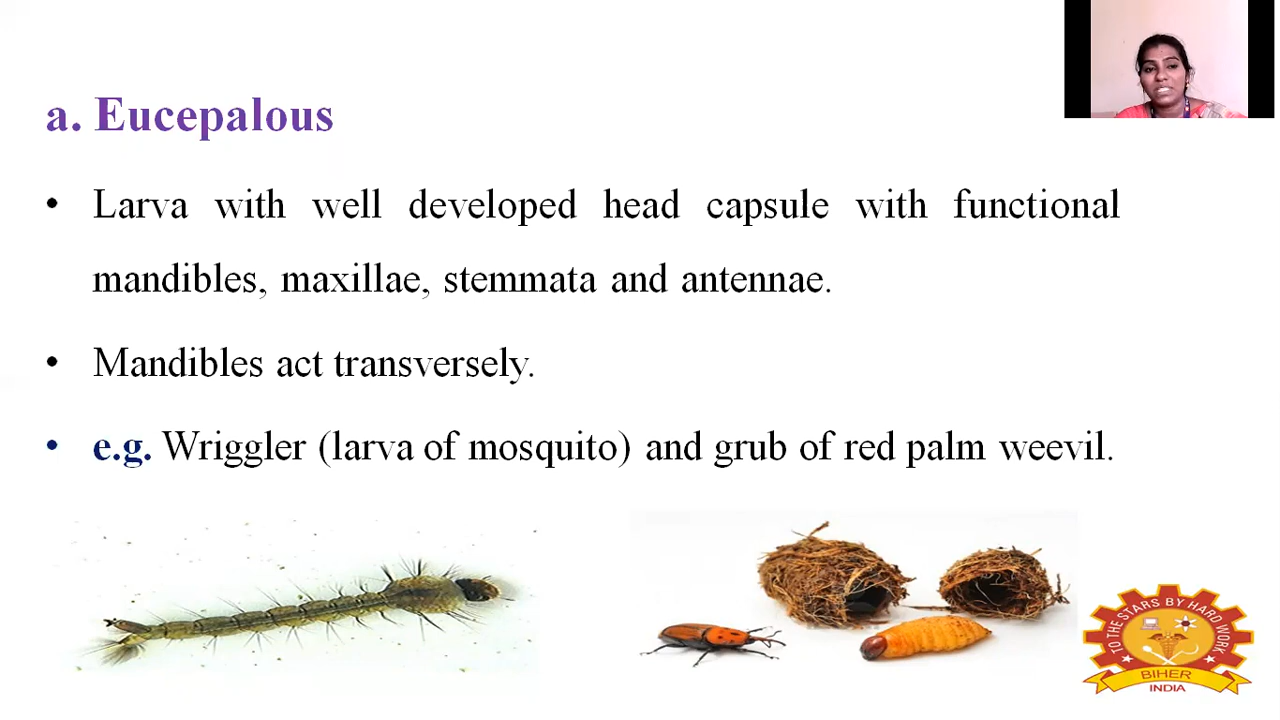 a. Eucepalous
• Larva with well developed head capsule with functional
mandibles, maxillae, stemmata and antennae.
• Mandibles act transversely.
• e.g. Wriggler (larva of mosquito) and grub of red palm weevil.
TO THE STARS BY HARD WORK
BIHER
INDIA